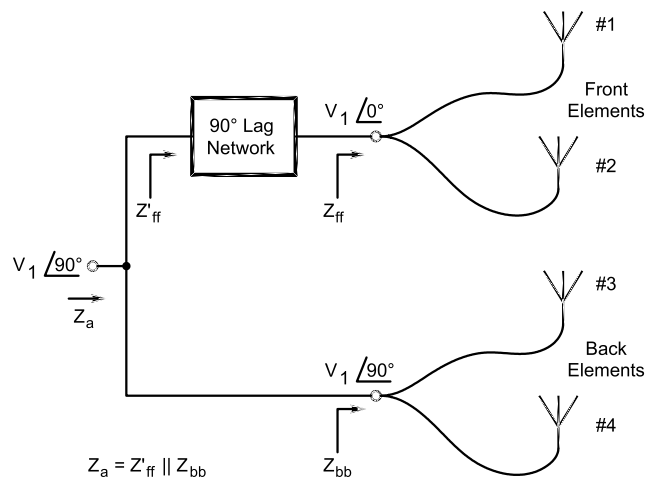 #1
Front
Elements
V1 ∠0°
90° Lag
Network
#2
Z'ff
Zff
V1 ∠90°
Za
#3
Back
Elements
V1 ∠90°
#4
Za = Z'ff || Zbb
Zbb